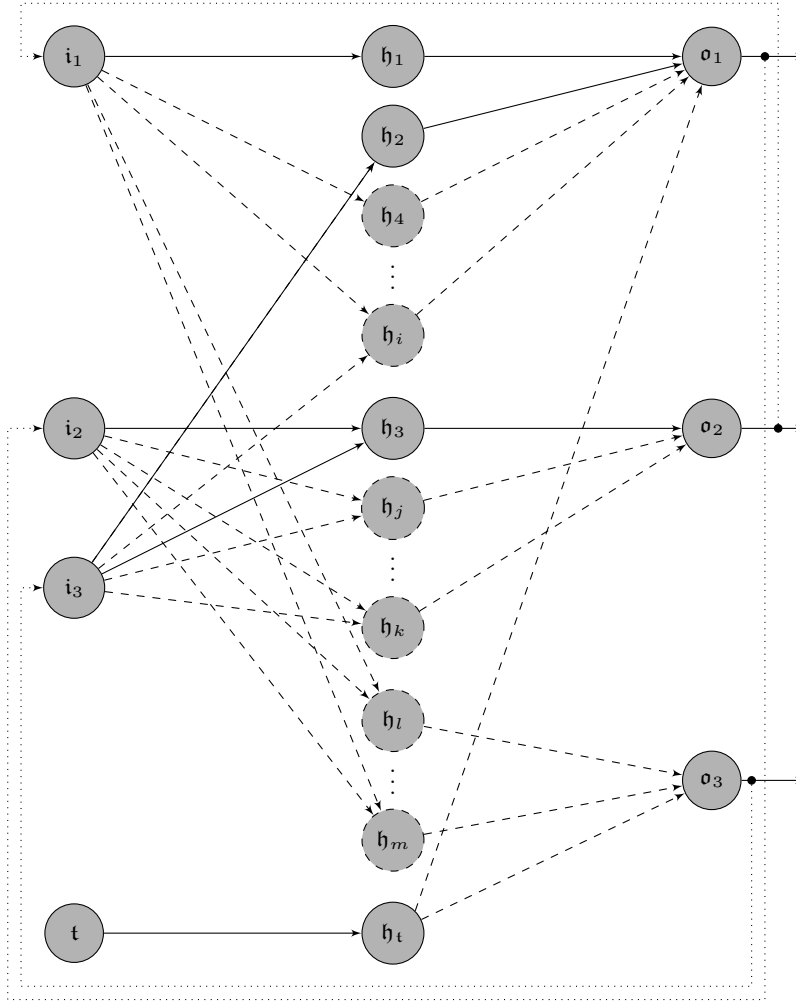 𝔦₁ 𝔥₁ 𝔬₁
𝔥₂
𝔥₄
⋮
𝔥ᵢ
𝔦₂ 𝔥₃ 𝔬₂
𝔥ⱼ
⋮
𝔦₃
𝔥ₖ
𝔥ₗ
⋮
𝔬₃
𝔥ₘ
𝔱 𝔥𝔱